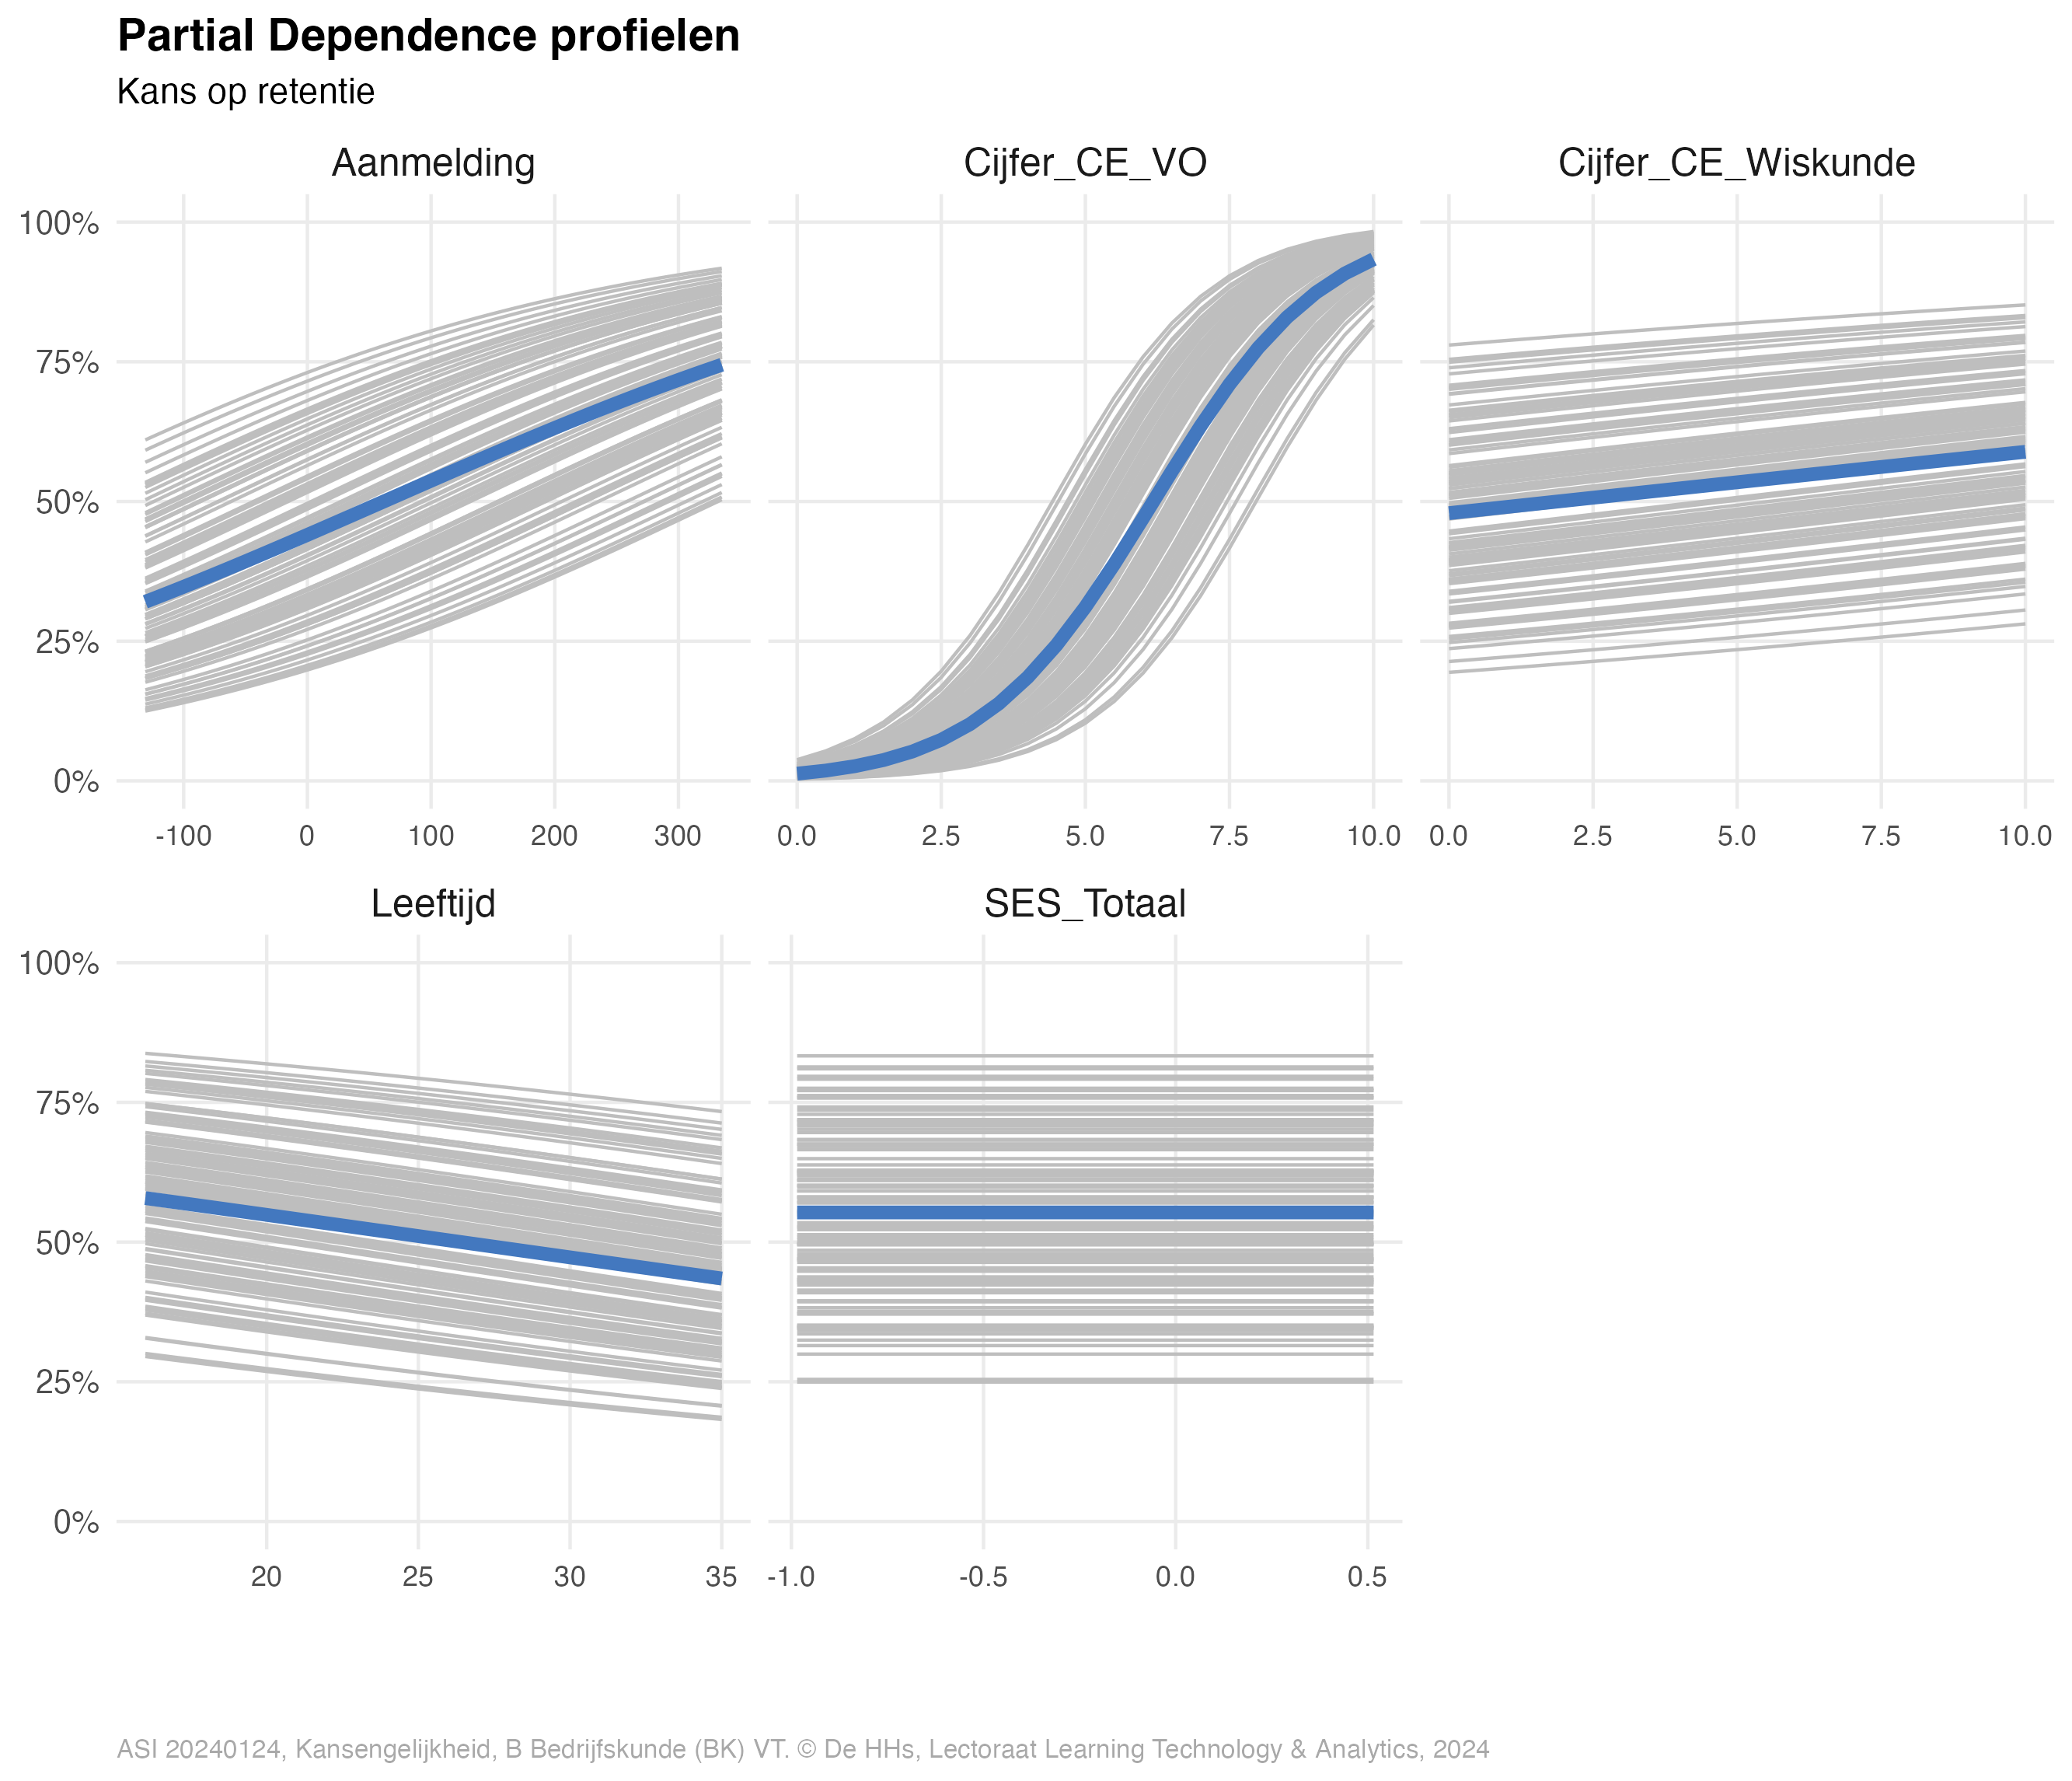 Partial Dependence profielen
Kans op retentie
Aanmelding
Cijfer_CE_VO
Cijfer_CE_Wiskunde
100%
75%
50%
25%
0%
-100 0 100 200 300
0.0 2.5 5.0 7.5 10.0
0.0 2.5 5.0 7.5 10.0
Leeftijd
SES_Totaal
100%
75%
50%
25%
0%
20 25 30 35
-1.0 -0.5 0.0 0.5
ASI 20240124, Kansengelijkheid, B Bedrijfskunde (BK) VT. © De HHs, Lectoraat Learning Technology & Analytics, 2024